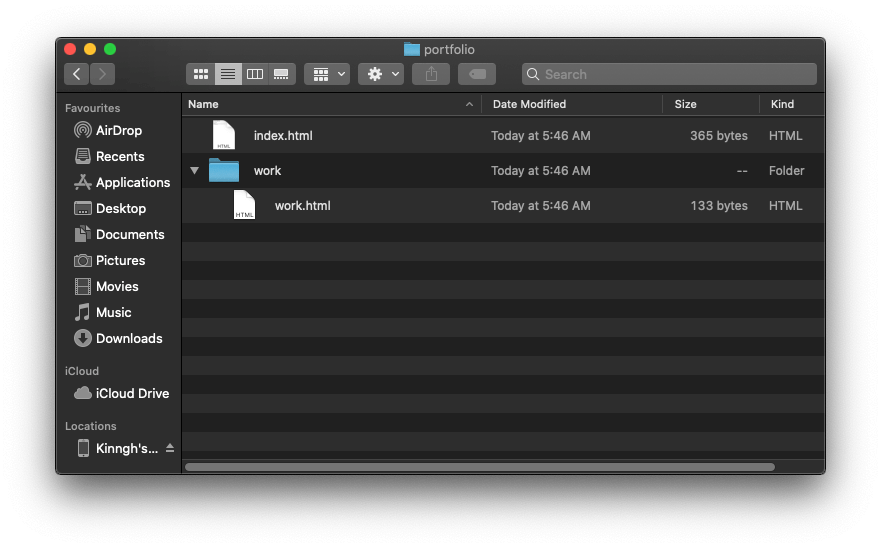 portfolio
Search
Favourites
AirDrop
Recents
Applications
Desktop
Documents
Pictures
Movies
Music
Downloads
iCloud
iCloud Drive
Locations
Kinngh's...
Name Date Modified Size Kind
HTML index.html Today at 5:46 AM 365 bytes HTML
work Today at 5:46 AM -- Folder
HTML work.html Today at 5:46 AM 133 bytes HTML